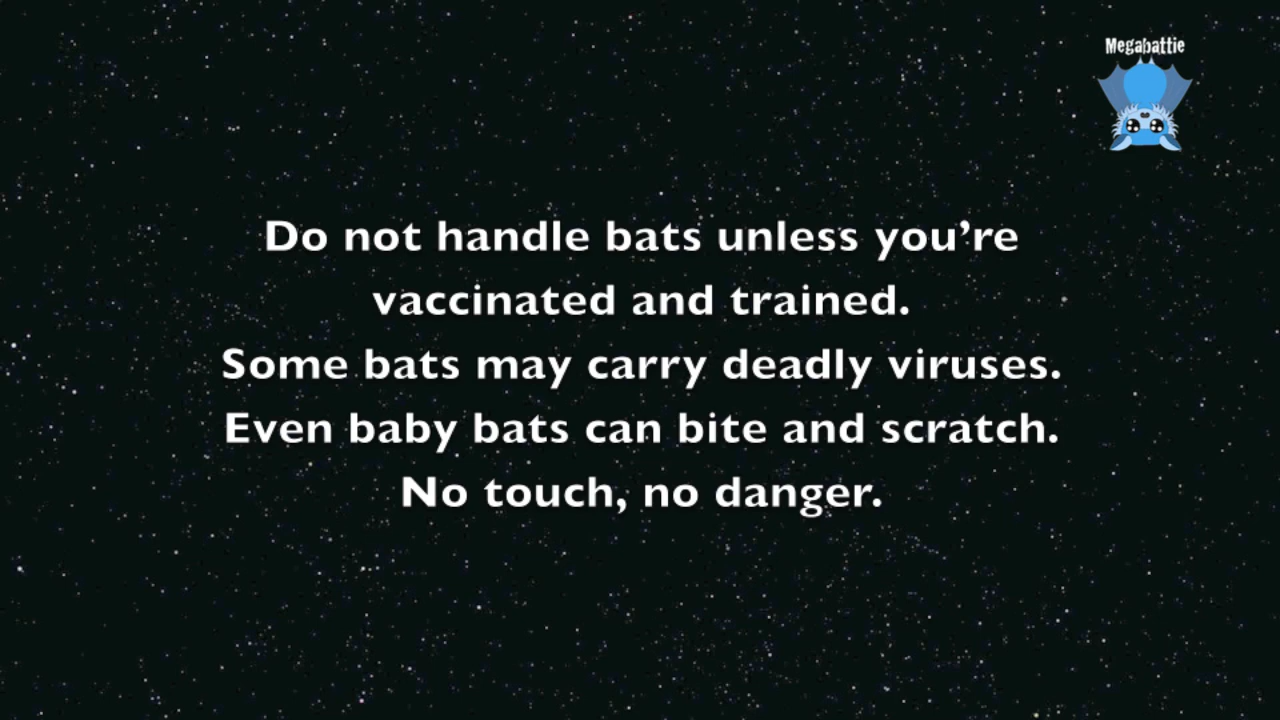 Megabattie
Do not handle bats unless you’re
vaccinated and trained.
Some bats may carry deadly viruses.
Even baby bats can bite and scratch.
No touch, no danger.